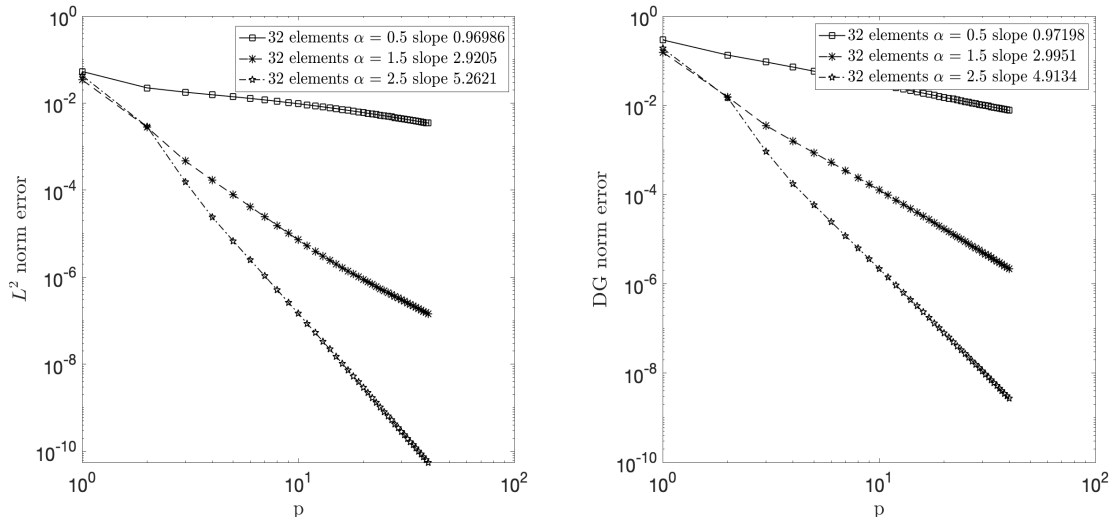 10^0
10^-2
10^-4
10^-6
10^-8
10^-10
L^2 norm error
32 elements α = 0.5 slope 0.96986
32 elements α = 1.5 slope 2.9205
32 elements α = 2.5 slope 5.2621
10^0
10^1
10^2
p
10^0
10^-2
10^-4
10^-6
10^-8
10^-10
DG norm error
32 elements α = 0.5 slope 0.97198
32 elements α = 1.5 slope 2.9951
32 elements α = 2.5 slope 4.9134
10^0
10^1
10^2
p